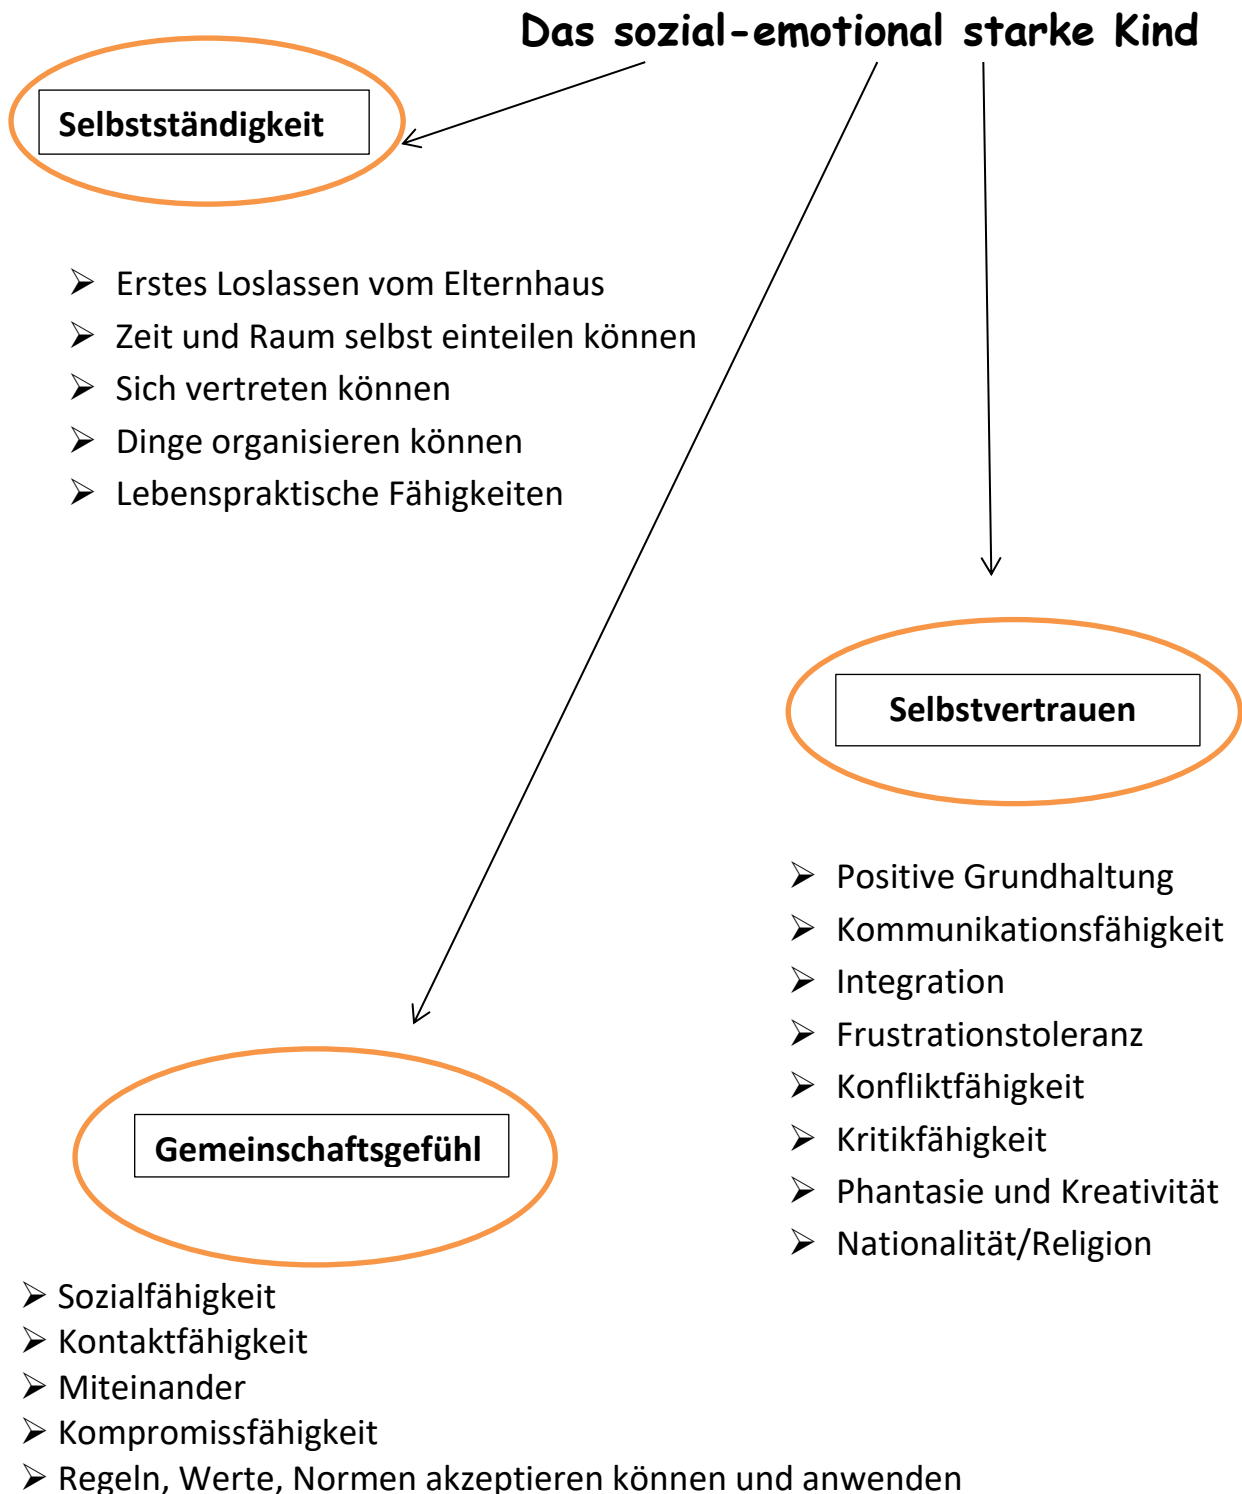 Das sozial-emotional starke Kind
Selbstständigkeit
➢ Erstes Loslassen vom Elternhaus
➢ Zeit und Raum selbst einteilen können
➢ Sich vertreten können
➢ Dinge organisieren können
➢ Lebenspraktische Fähigkeiten
Selbstvertrauen
➢ Positive Grundhaltung
➢ Kommunikationsfähigkeit
➢ Integration
➢ Frustrationstoleranz
➢ Konfliktfähigkeit
➢ Kritikfähigkeit
➢ Phantasie und Kreativität
➢ Nationalität/Religion
Gemeinschaftsgefühl
➢ Sozialfähigkeit
➢ Kontaktfähigkeit
➢ Miteinander
➢ Kompromissfähigkeit
➢ Regeln, Werte, Normen akzeptieren können und anwenden